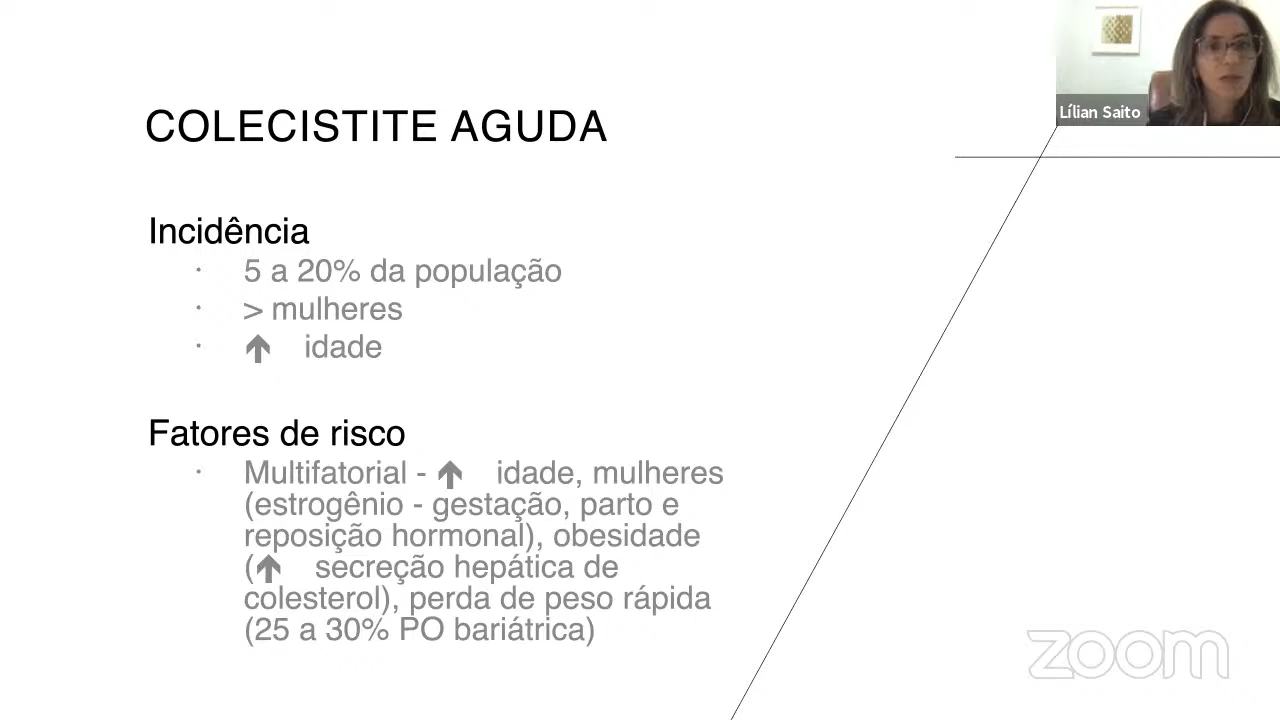 Lílian Saito
COLECISTITE AGUDA
Incidência
· 5 a 20% da população
· > mulheres
· ↑ idade
Fatores de risco
· Multifatorial - ↑ idade, mulheres
(estrogênio - gestação, parto e
reposição hormonal), obesidade
(↑ secreção hepática de
colesterol), perda de peso rápida
(25 a 30% PO bariátrica)
zoom